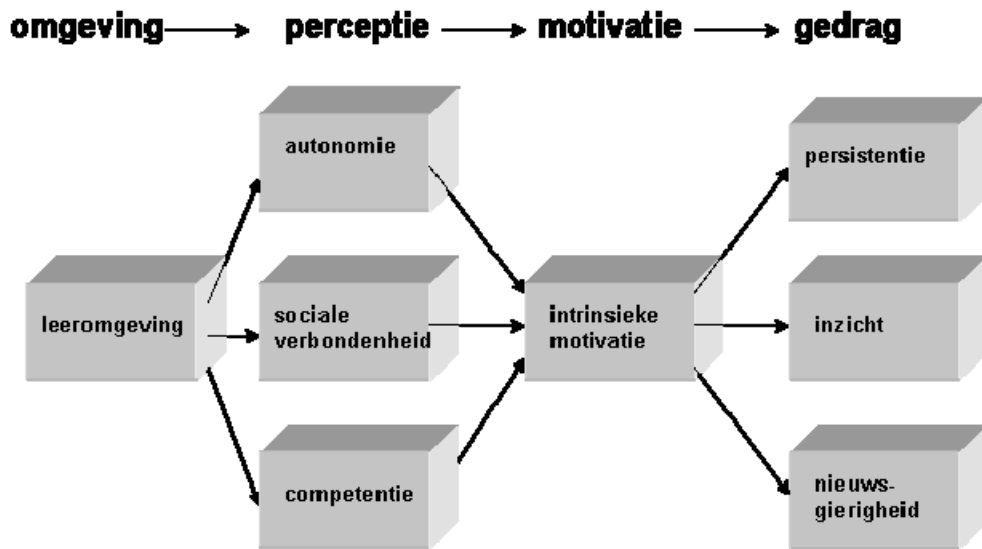 omgeving perceptie motivatie gedrag
autonomie
persistentie
leeromgeving
sociale
verbondenheid
intrinsieke
motivatie
inzicht
competentie
nieuws-
gierigheid